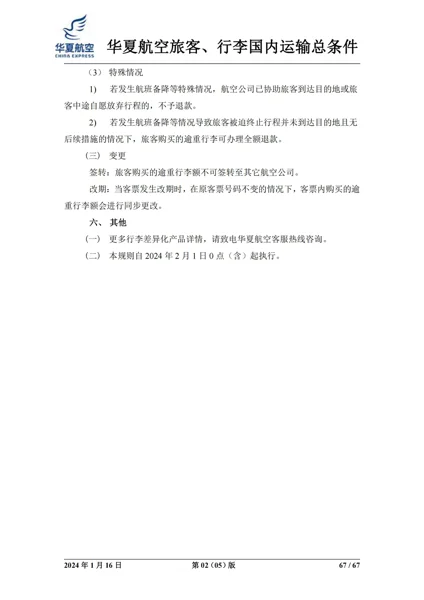 华夏航空
CHINA EXPRESS
华夏航空旅客、行李国内运输总条件
（3） 特殊情况
1) 若发生航班备降等特殊情况，航空公司已协助旅客到达目的地或旅
客中途自愿放弃行程的，不予退款。
2) 若发生航班备降等情况导致旅客被迫终止行程并未到达目的地且无
后续措施的情况下，旅客购买的逾重行李可办理全额退款。
（三） 变更
签转：旅客购买的逾重行李额不可签转至其它航空公司。
改期：当客票发生改期时，在原客票号码不变的情况下，客票内购买的逾
重行李额会进行同步更改。
六、 其他
（一） 更多行李差异化产品详情，请致电华夏航空客服热线咨询。
（二） 本规则自 2024 年 2 月 1 日 0 点（含）起执行。
2024 年 1 月 16 日 第 02（05）版 67 / 67